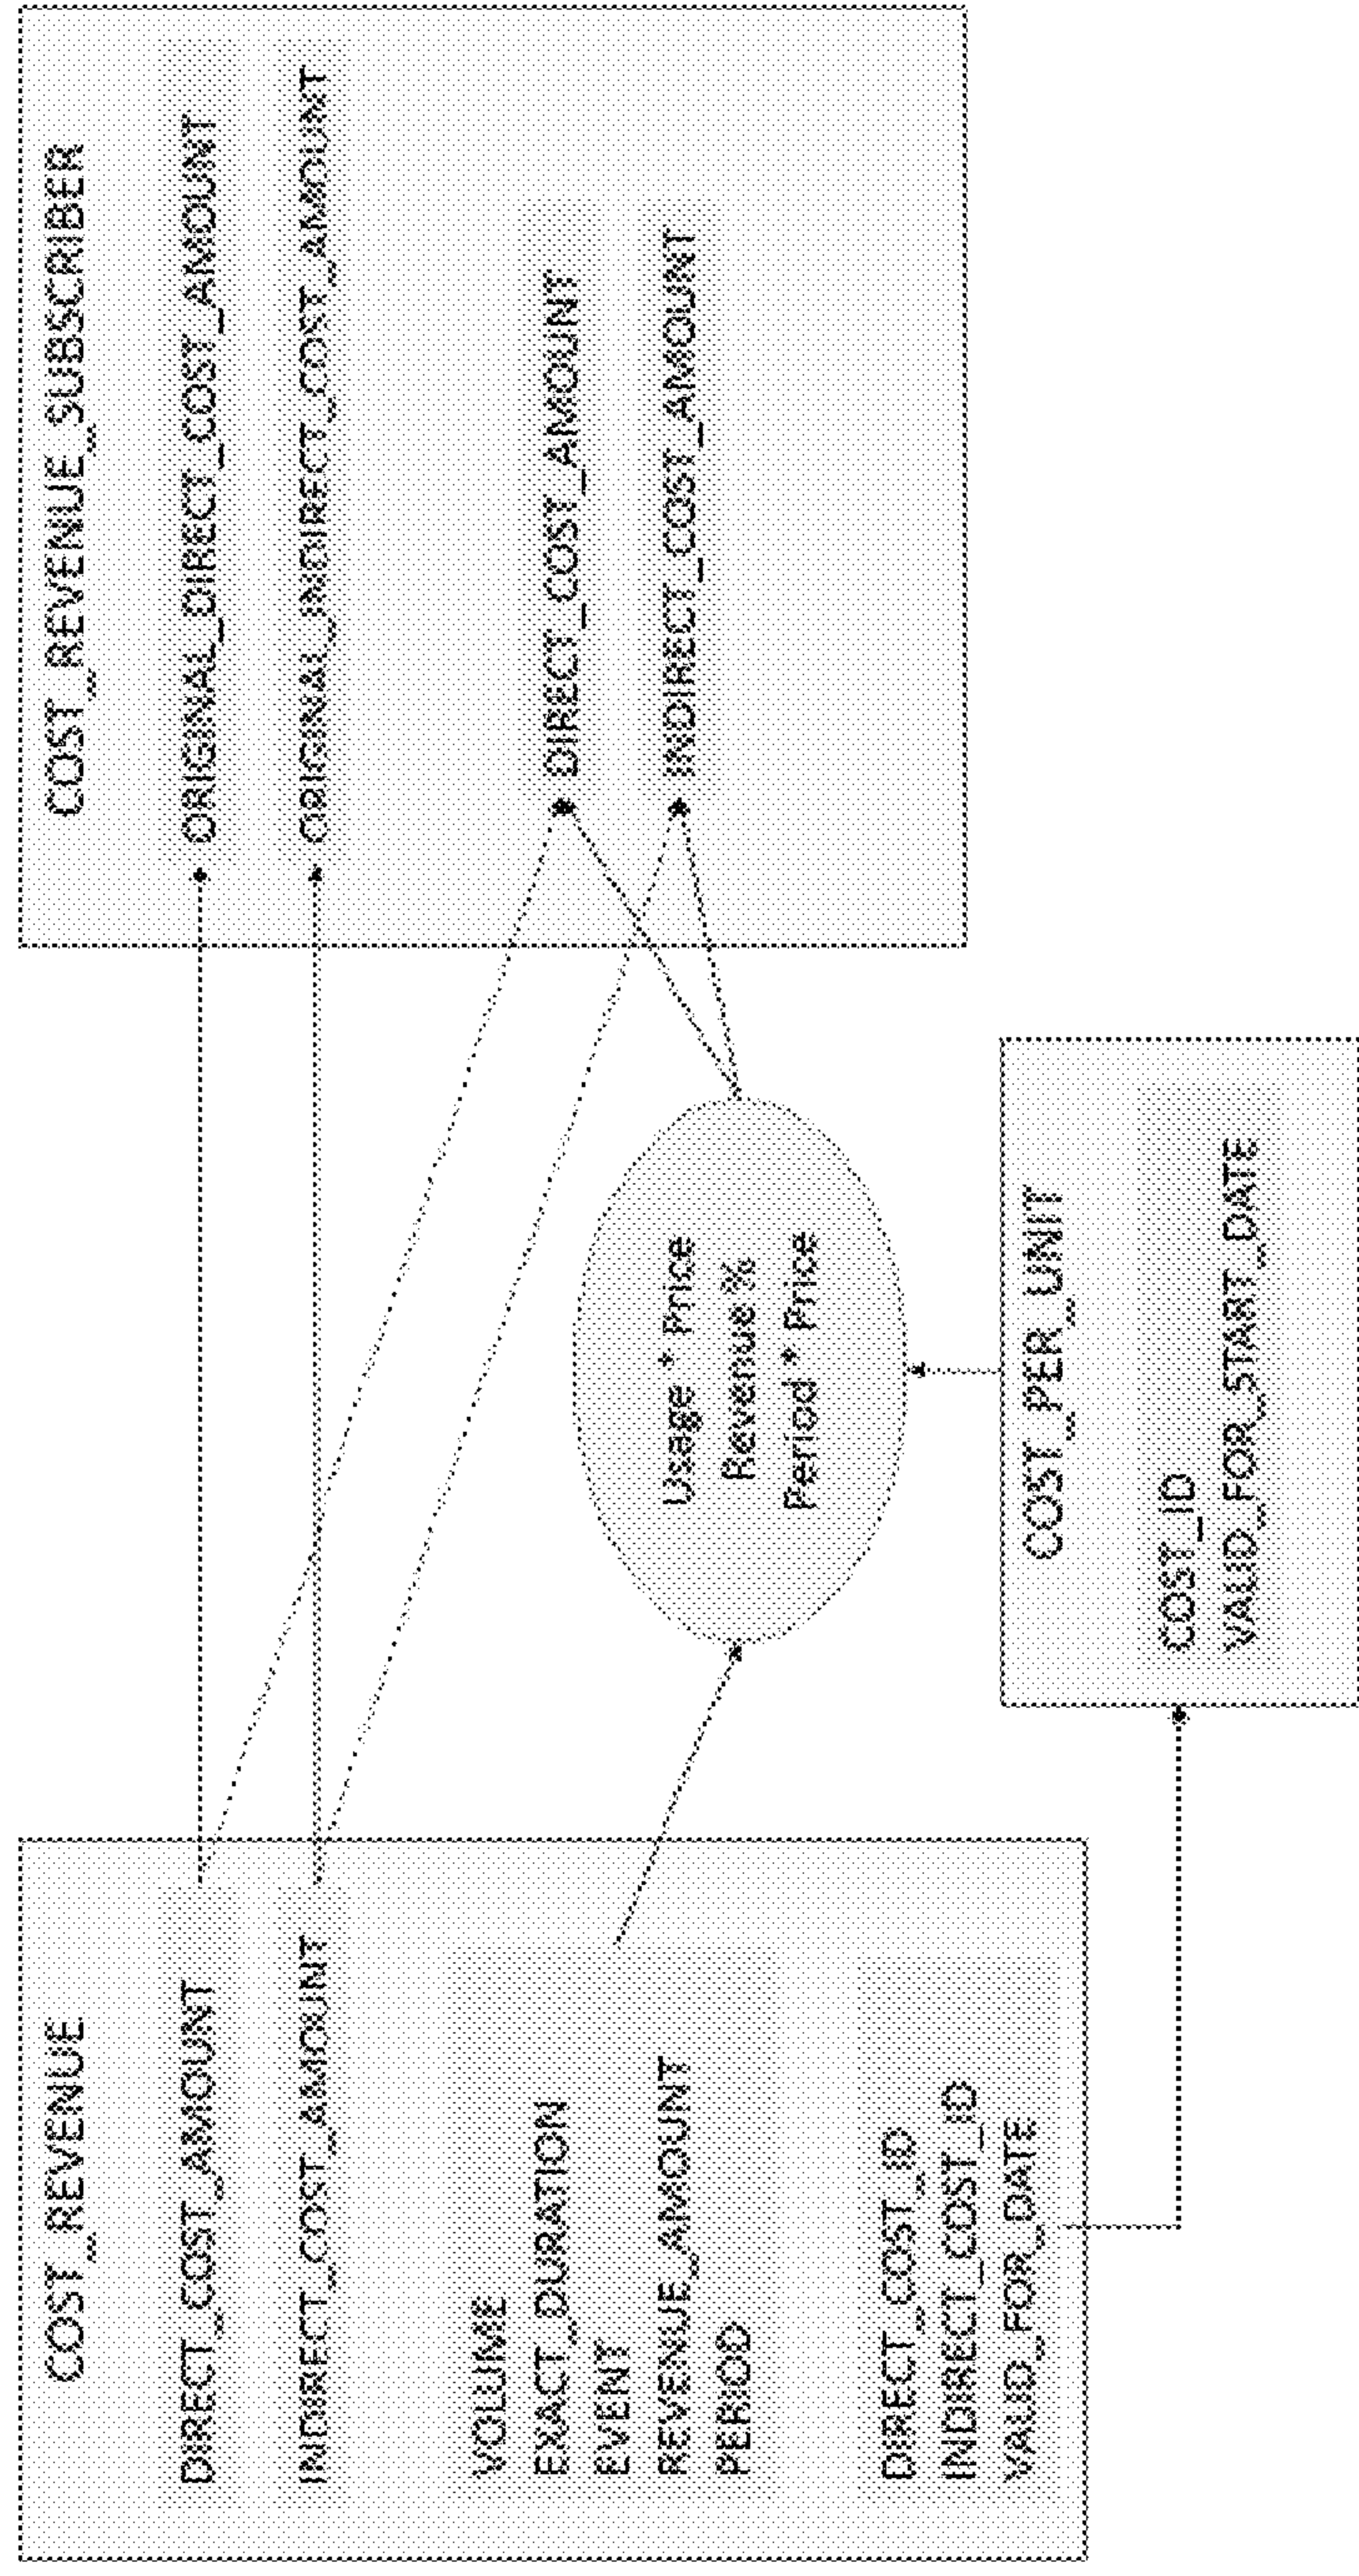 COST_REVENUE
DIRECT_COST_AMOUNT
INDIRECT_COST_AMOUNT
VOLUME
EXACT_DURATION
EVENT
REVENUE_AMOUNT
PERIOD
DIRECT_COST_ID
INDIRECT_COST_ID
VALID_FOR_DATE
Usage * Price
Revenue %
Period * Price
COST_PER_UNIT
COST_ID
VALID_FOR_START_DATE
COST_REVENUE_SUBSCRIBER
ORIGINAL_DIRECT_COST_AMOUNT
ORIGINAL_INDIRECT_COST_AMOUNT
DIRECT_COST_AMOUNT
INDIRECT_COST_AMOUNT